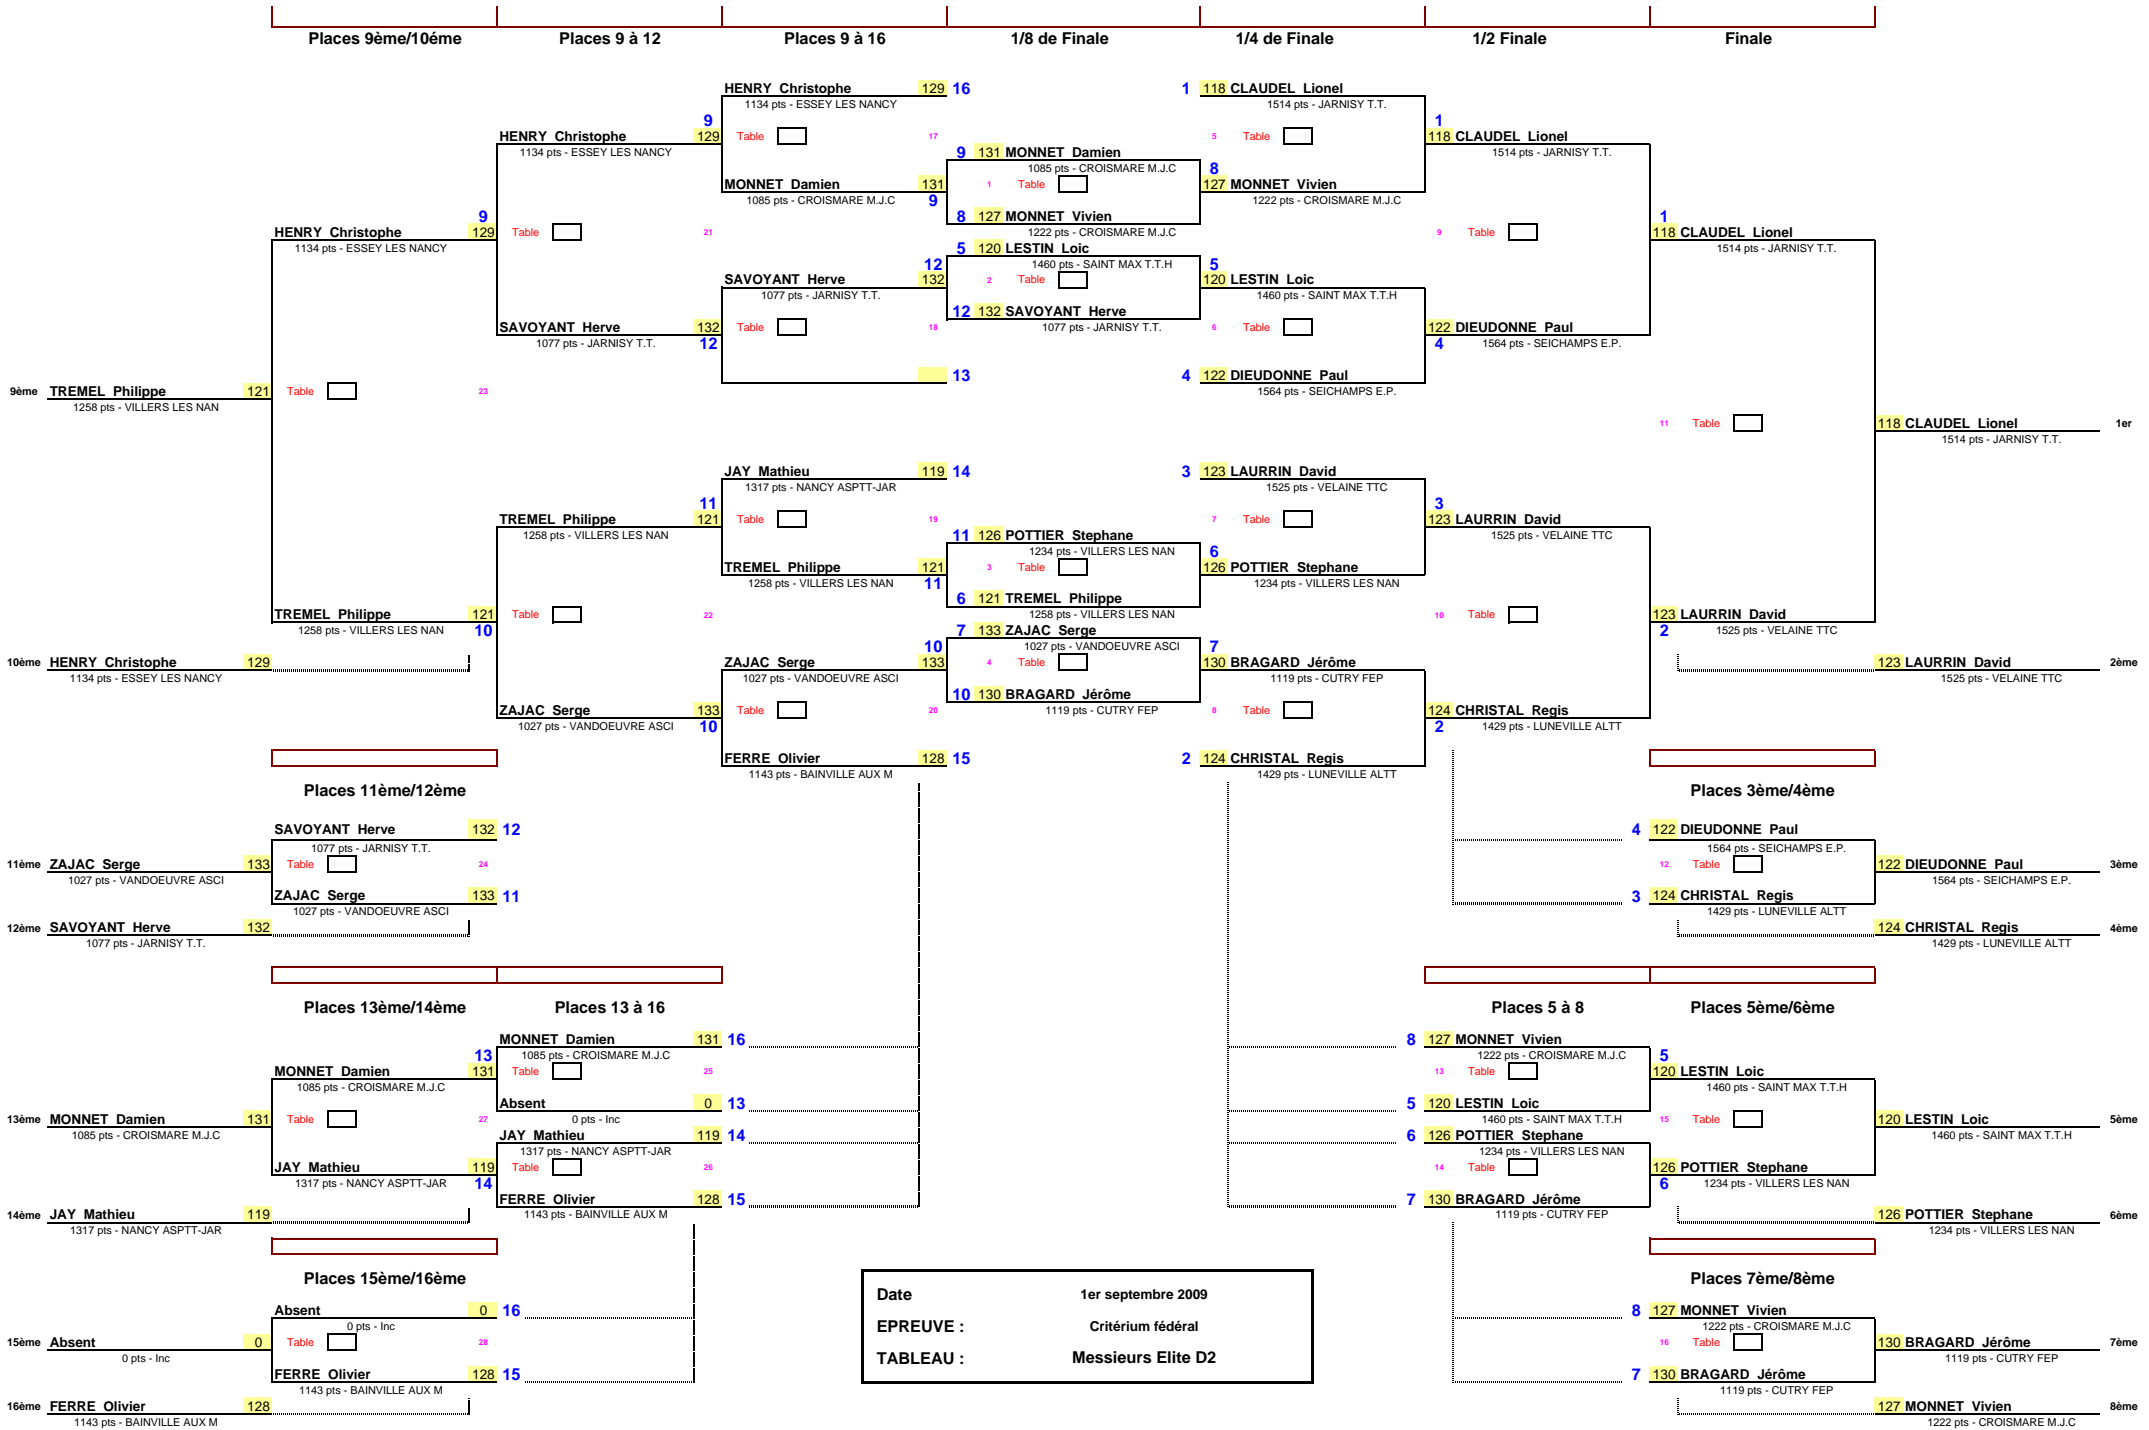 Places 9ème/10éme Places 9 à 12 Places 9 à 16 1/8 de Finale 1/4 de Finale 1/2 Finale Finale
HENRY Christophe 129 16 1 118 CLAUDEL Lionel
1134 pts - ESSEY LES NANCY 1514 pts - JARNISY T.T.
9 1
HENRY Christophe 129 Table 17 5 Table 118 CLAUDEL Lionel
1134 pts - ESSEY LES NANCY 9 131 MONNET Damien 1514 pts - JARNISY T.T.
1085 pts - CROISMARE M.J.C 8
MONNET Damien 131 1 Table 127 MONNET Vivien
1085 pts - CROISMARE M.J.C 9 1222 pts - CROISMARE M.J.C
9 8 127 MONNET Vivien 1
HENRY Christophe 129 Table 21 1222 pts - CROISMARE M.J.C 9 Table 118 CLAUDEL Lionel
1134 pts - ESSEY LES NANCY 5 120 LESTIN Loic 1514 pts - JARNISY T.T.
12 1460 pts - SAINT MAX T.T.H 5
SAVOYANT Herve 132 2 Table 120 LESTIN Loic
1077 pts - JARNISY T.T. 1460 pts - SAINT MAX T.T.H
12 132 SAVOYANT Herve
SAVOYANT Herve 132 Table 18 1077 pts - JARNISY T.T. 6 Table 122 DIEUDONNE Paul
1077 pts - JARNISY T.T. 12 4 1564 pts - SEICHAMPS E.P.
13 4 122 DIEUDONNE Paul
9ème TREMEL Philippe 121 Table 23 1564 pts - SEICHAMPS E.P.
1258 pts - VILLERS LES NAN
11 Table 118 CLAUDEL Lionel 1er
1514 pts - JARNISY T.T.
JAY Mathieu 119 14 3 123 LAURRIN David
1317 pts - NANCY ASPTT-JAR 1525 pts - VELAINE TTC
11 3
TREMEL Philippe 121 Table 19 7 Table 123 LAURRIN David
1258 pts - VILLERS LES NAN 11 126 POTTIER Stephane 1525 pts - VELAINE TTC
1234 pts - VILLERS LES NAN 6
TREMEL Philippe 121 3 Table 126 POTTIER Stephane
1258 pts - VILLERS LES NAN 11 1234 pts - VILLERS LES NAN
6 121 TREMEL Philippe
TREMEL Philippe 121 Table 22 1258 pts - VILLERS LES NAN 10 Table 123 LAURRIN David
1258 pts - VILLERS LES NAN 10 7 133 ZAJAC Serge 2 1525 pts - VELAINE TTC
10 1027 pts - VANDOEUVRE ASCI 7
10ème HENRY Christophe 129 ZAJAC Serge 133 4 Table 130 BRAGARD Jérôme 123 LAURRIN David 2ème
1134 pts - ESSEY LES NANCY 1027 pts - VANDOEUVRE ASCI 1119 pts - CUTRY FEP 1525 pts - VELAINE TTC
10 130 BRAGARD Jérôme
ZAJAC Serge 133 Table 20 1119 pts - CUTRY FEP 8 Table 124 CHRISTAL Regis
1027 pts - VANDOEUVRE ASCI 10 2 1429 pts - LUNEVILLE ALTT
FERRE Olivier 128 15 2 124 CHRISTAL Regis
1143 pts - BAINVILLE AUX M 1429 pts - LUNEVILLE ALTT
Places 11ème/12ème Places 3ème/4ème
SAVOYANT Herve 132 12 4 122 DIEUDONNE Paul
1077 pts - JARNISY T.T. 1564 pts - SEICHAMPS E.P.
11ème ZAJAC Serge 133 Table 24 12 Table 122 DIEUDONNE Paul 3ème
1027 pts - VANDOEUVRE ASCI 1564 pts - SEICHAMPS E.P.
ZAJAC Serge 133 11 3 124 CHRISTAL Regis
1027 pts - VANDOEUVRE ASCI 1429 pts - LUNEVILLE ALTT
12ème SAVOYANT Herve 132 124 CHRISTAL Regis 4ème
1077 pts - JARNISY T.T. 1429 pts - LUNEVILLE ALTT
Places 13ème/14ème Places 13 à 16 Places 5 à 8 Places 5ème/6ème
MONNET Damien 131 16 8 127 MONNET Vivien
13 1085 pts - CROISMARE M.J.C 1222 pts - CROISMARE M.J.C 5
MONNET Damien 131 Table 25 13 Table 120 LESTIN Loic
1085 pts - CROISMARE M.J.C 1460 pts - SAINT MAX T.T.H
Absent 0 13 5 120 LESTIN Loic
13ème MONNET Damien 131 Table 27 0 pts - Inc 1460 pts - SAINT MAX T.T.H 15 Table 120 LESTIN Loic 5ème
1085 pts - CROISMARE M.J.C JAY Mathieu 119 14 6 126 POTTIER Stephane 1460 pts - SAINT MAX T.T.H
1317 pts - NANCY ASPTT-JAR 1234 pts - VILLERS LES NAN
JAY Mathieu 119 Table 26 14 Table 126 POTTIER Stephane
1317 pts - NANCY ASPTT-JAR 14 6 1234 pts - VILLERS LES NAN
FERRE Olivier 128 15 7 130 BRAGARD Jérôme
14ème JAY Mathieu 119 1143 pts - BAINVILLE AUX M 1119 pts - CUTRY FEP 126 POTTIER Stephane 6ème
1317 pts - NANCY ASPTT-JAR 1234 pts - VILLERS LES NAN
Places 15ème/16ème Places 7ème/8ème
Date 1er septembre 2009
Absent 0 16 8 127 MONNET Vivien
0 pts - Inc EPREUVE : Critérium fédéral 1222 pts - CROISMARE M.J.C
15ème Absent 0 Table 28 16 Table 130 BRAGARD Jérôme 7ème
0 pts - Inc TABLEAU : Messieurs Elite D2 1119 pts - CUTRY FEP
FERRE Olivier 128 15 7 130 BRAGARD Jérôme
1143 pts - BAINVILLE AUX M 1119 pts - CUTRY FEP
16ème FERRE Olivier 128 127 MONNET Vivien 8ème
1143 pts - BAINVILLE AUX M 1222 pts - CROISMARE M.J.C